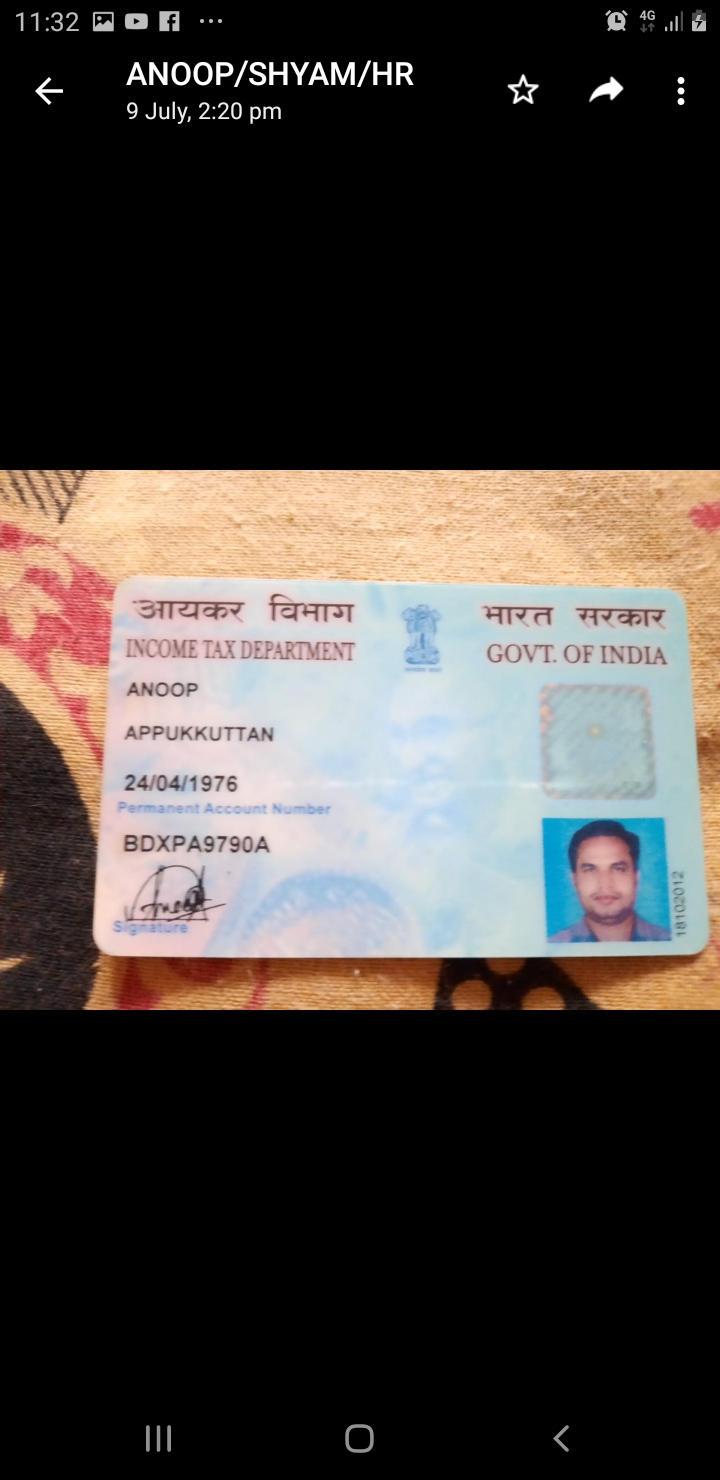 11:32
4G
ANOOP/SHYAM/HR
9 July, 2:20 pm
आयकर विभाग
INCOME TAX DEPARTMENT
भारत सरकार
GOVT. OF INDIA
ANOOP
APPUKKUTTAN
24/04/1976
Permanent Account Number
BDXPA9790A
Signature
18102012